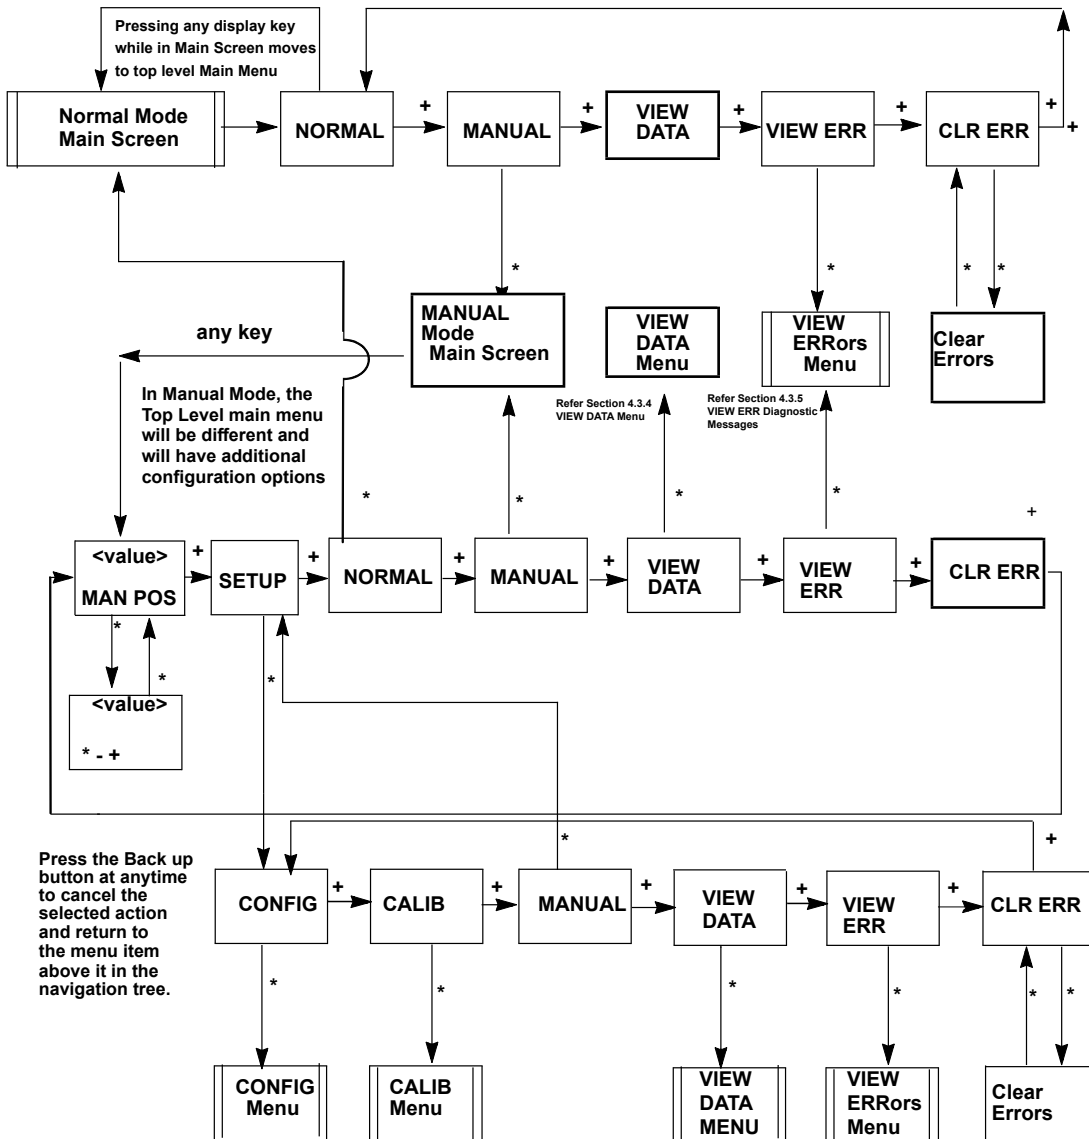 Pressing any display key
while in Main Screen moves
to top level Main Menu
Normal Mode
Main Screen
NORMAL
+
MANUAL
+
VIEW
DATA
+
VIEW ERR
+
CLR ERR
+
+
*
*
*
*
MANUAL
Mode
Main Screen
VIEW
DATA
Menu
VIEW
ERRors
Menu
Clear
Errors
any key
Refer Section 4.3.4
VIEW DATA Menu
Refer Section 4.3.5
VIEW ERR Diagnostic
Messages
In Manual Mode, the
Top Level main menu
will be different and
will have additional
configuration options
*
*
*
*
+
<value>
MAN POS
+
SETUP
+
NORMAL
+
MANUAL
+
VIEW
DATA
+
VIEW
ERR
+
CLR ERR
*
*
*
<value>
* - +
Press the Back up
button at anytime
to cancel the
selected action
and return to
the menu item
above it in the
navigation tree.
*
+
CONFIG
+
CALIB
+
MANUAL
+
VIEW
DATA
+
VIEW
ERR
+
CLR ERR
*
*
*
*
*
*
CONFIG
Menu
CALIB
Menu
VIEW
DATA
MENU
VIEW
ERRors
Menu
Clear
Errors